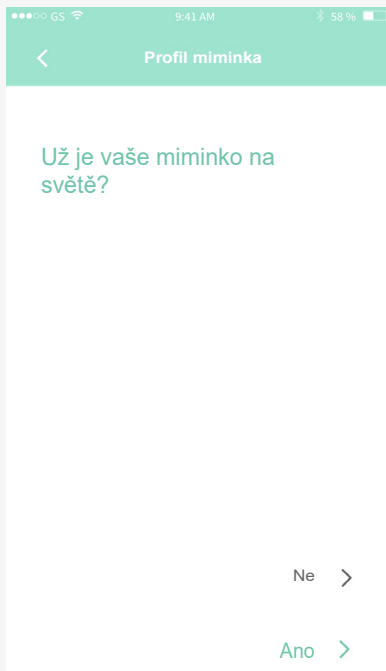 GS 9:41 AM 58 %
Profil miminka
Už je vaše miminko na
světě?
Ne
Ano